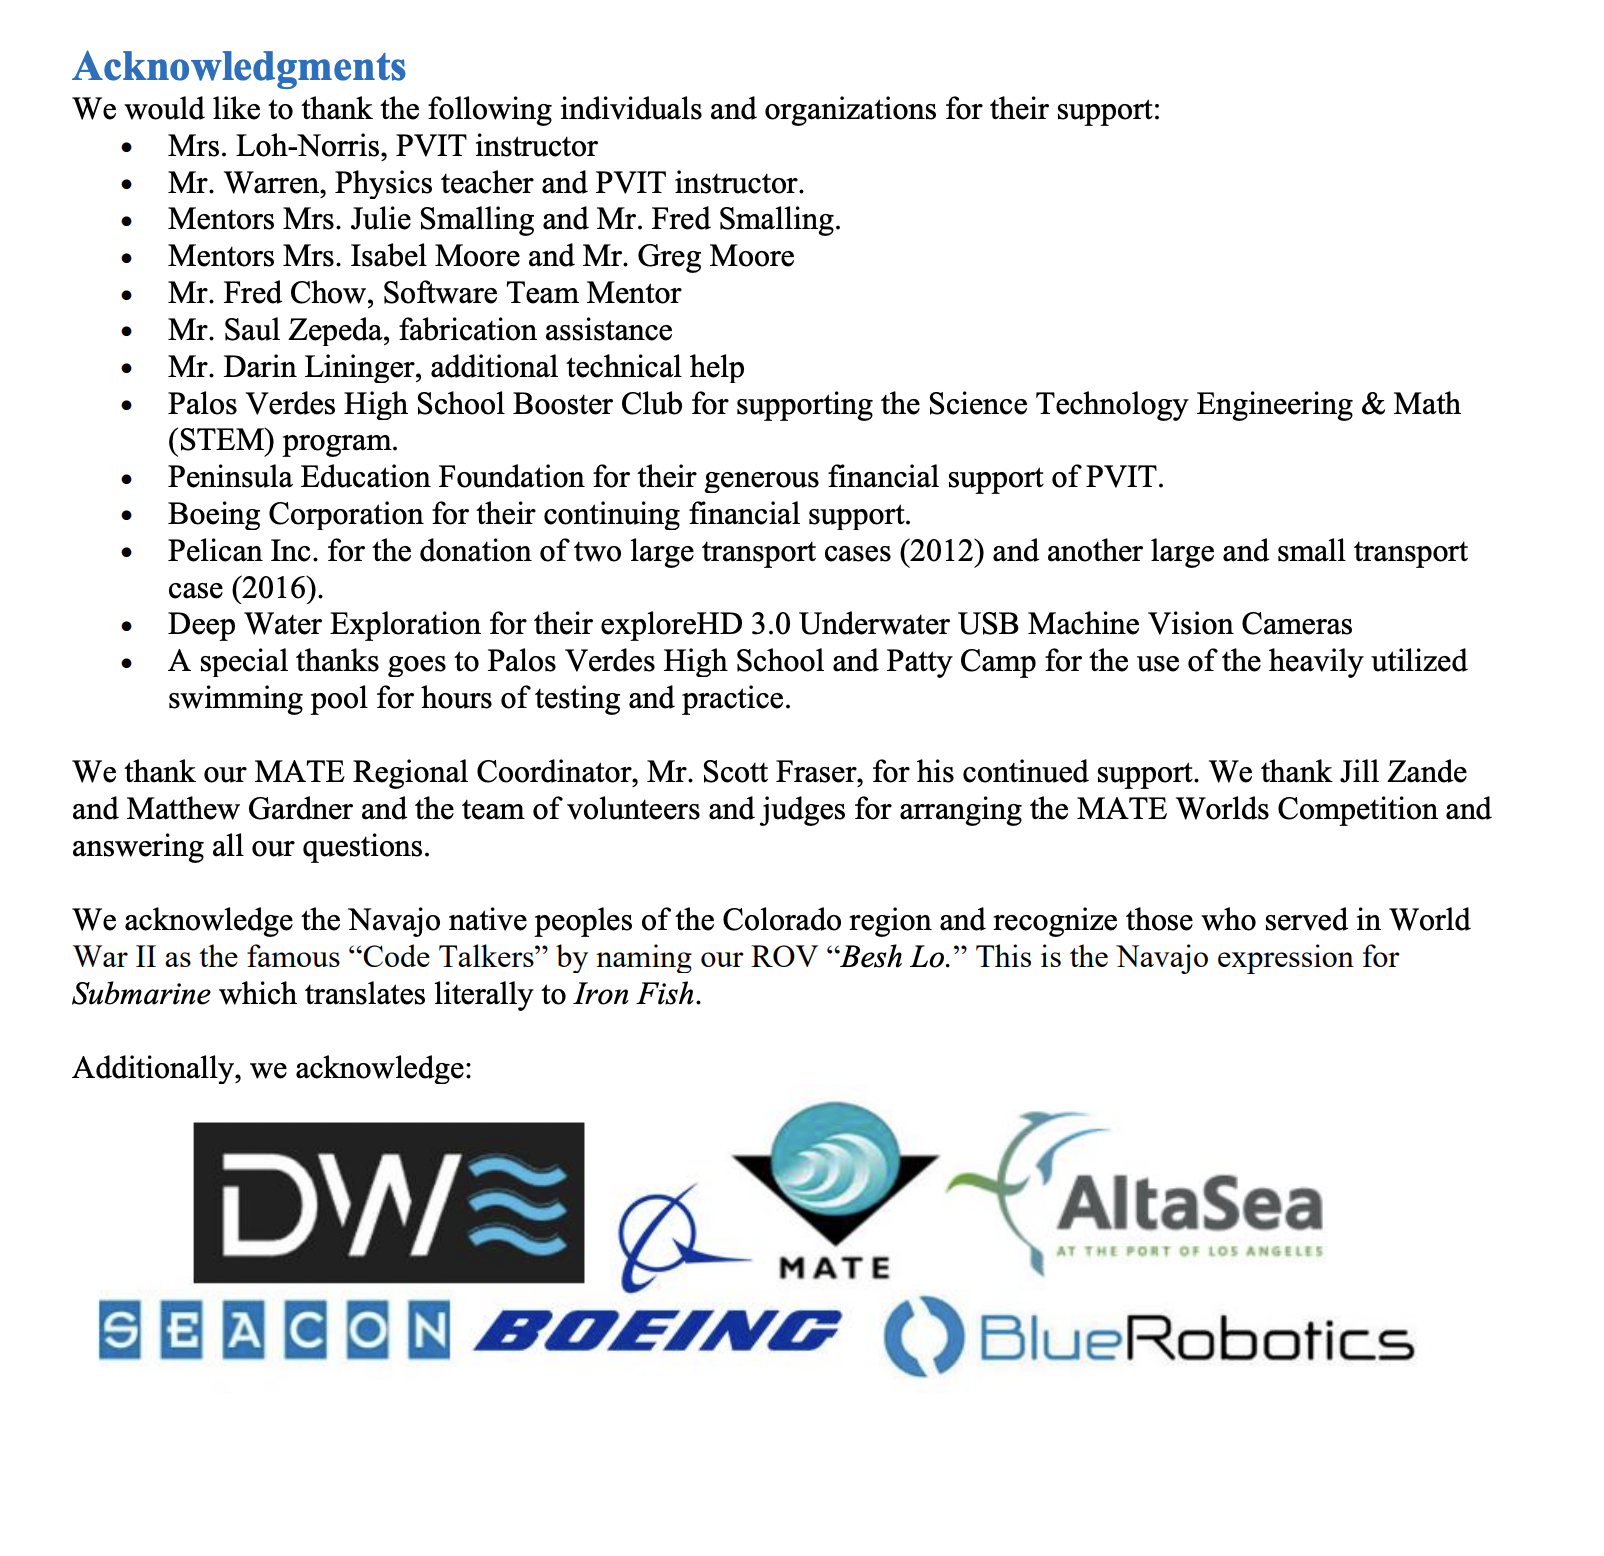 Acknowledgments
We would like to thank the following individuals and organizations for their support:
• Mrs. Loh-Norris, PVIT instructor
• Mr. Warren, Physics teacher and PVIT instructor.
• Mentors Mrs. Julie Smalling and Mr. Fred Smalling.
• Mentors Mrs. Isabel Moore and Mr. Greg Moore
• Mr. Fred Chow, Software Team Mentor
• Mr. Saul Zepeda, fabrication assistance
• Mr. Darin Lininger, additional technical help
• Palos Verdes High School Booster Club for supporting the Science Technology Engineering & Math
(STEM) program.
• Peninsula Education Foundation for their generous financial support of PVIT.
• Boeing Corporation for their continuing financial support.
• Pelican Inc. for the donation of two large transport cases (2012) and another large and small transport
case (2016).
• Deep Water Exploration for their exploreHD 3.0 Underwater USB Machine Vision Cameras
• A special thanks goes to Palos Verdes High School and Patty Camp for the use of the heavily utilized
swimming pool for hours of testing and practice.
We thank our MATE Regional Coordinator, Mr. Scott Fraser, for his continued support. We thank Jill Zande
and Matthew Gardner and the team of volunteers and judges for arranging the MATE Worlds Competition and
answering all our questions.
We acknowledge the Navajo native peoples of the Colorado region and recognize those who served in World
War II as the famous “Code Talkers” by naming our ROV “Besh Lo.” This is the Navajo expression for
Submarine which translates literally to Iron Fish.
Additionally, we acknowledge:
DWE
MATE
AltaSea
AT THE PORT OF LOS ANGELES
SEACON
BOEING
BlueRobotics